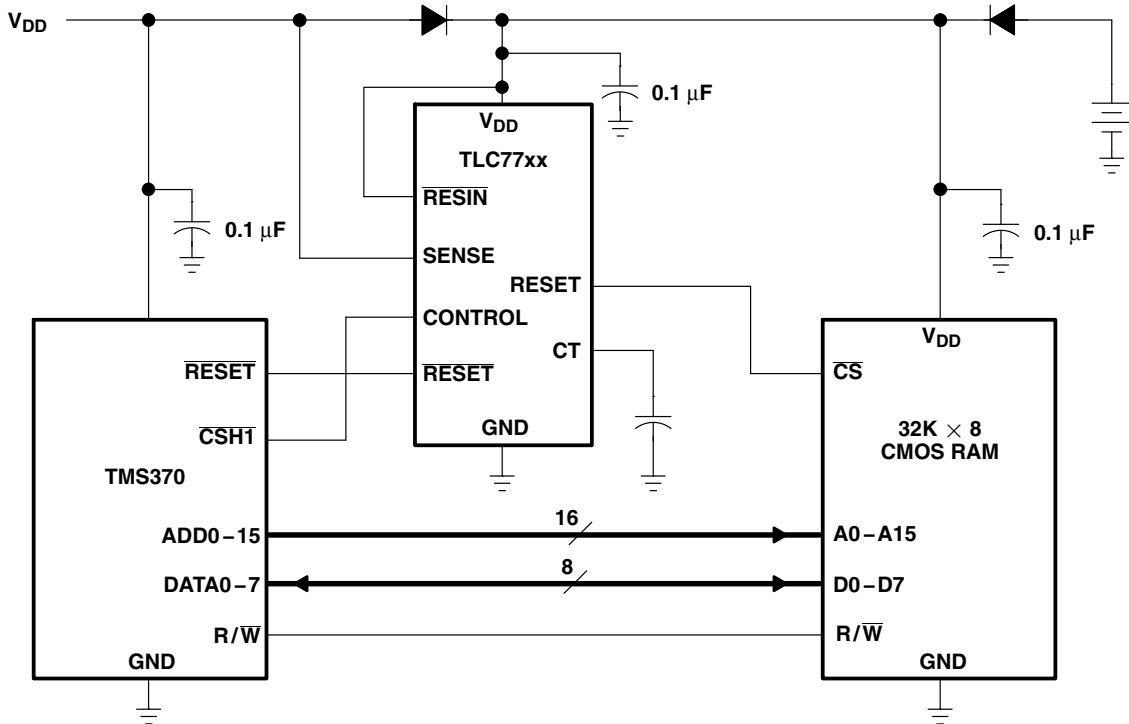 VDD
0.1 µF
VDD
TLC77xx
RESIN
SENSE
CONTROL
RESET
RESET
CT
GND
0.1 µF
RESET
CSH1
TMS370
ADD0–15
DATA0–7
R/W
GND
16
8
0.1 µF
VDD
CS
32K × 8
CMOS RAM
A0–A15
D0–D7
R/W
GND